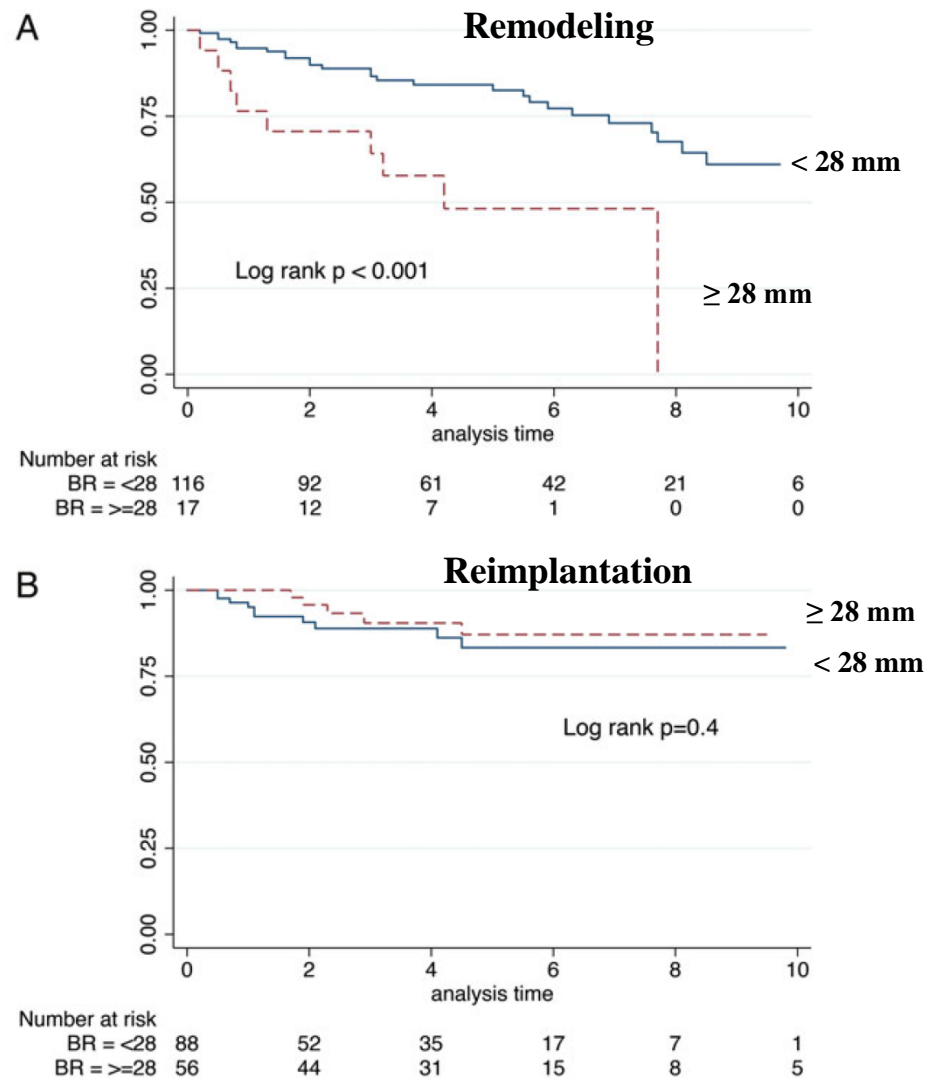 A
Remodeling
1.00
0.75
0.50
0.25
0.00
< 28 mm
≥ 28 mm
Log rank p < 0.001
0 2 4 6 8 10
analysis time
Number at risk
BR = <28 116 92 61 42 21 6
BR = >=28 17 12 7 1 0 0
B
Reimplantation
1.00
0.75
0.50
0.25
0.00
≥ 28 mm
< 28 mm
Log rank p=0.4
0 2 4 6 8 10
analysis time
Number at risk
BR = <28 88 52 35 17 7 1
BR = >=28 56 44 31 15 8 5